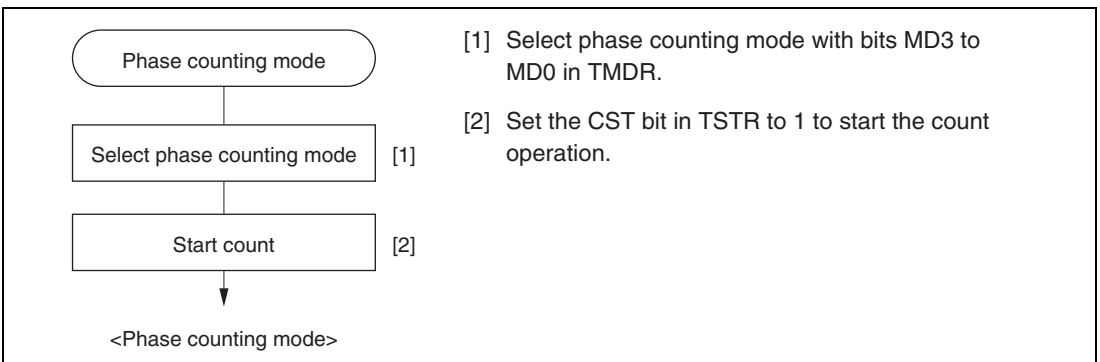 Phase counting mode
Select phase counting mode [1]
Start count [2]
<Phase counting mode>
[1] Select phase counting mode with bits MD3 to
MD0 in TMDR.
[2] Set the CST bit in TSTR to 1 to start the count
operation.